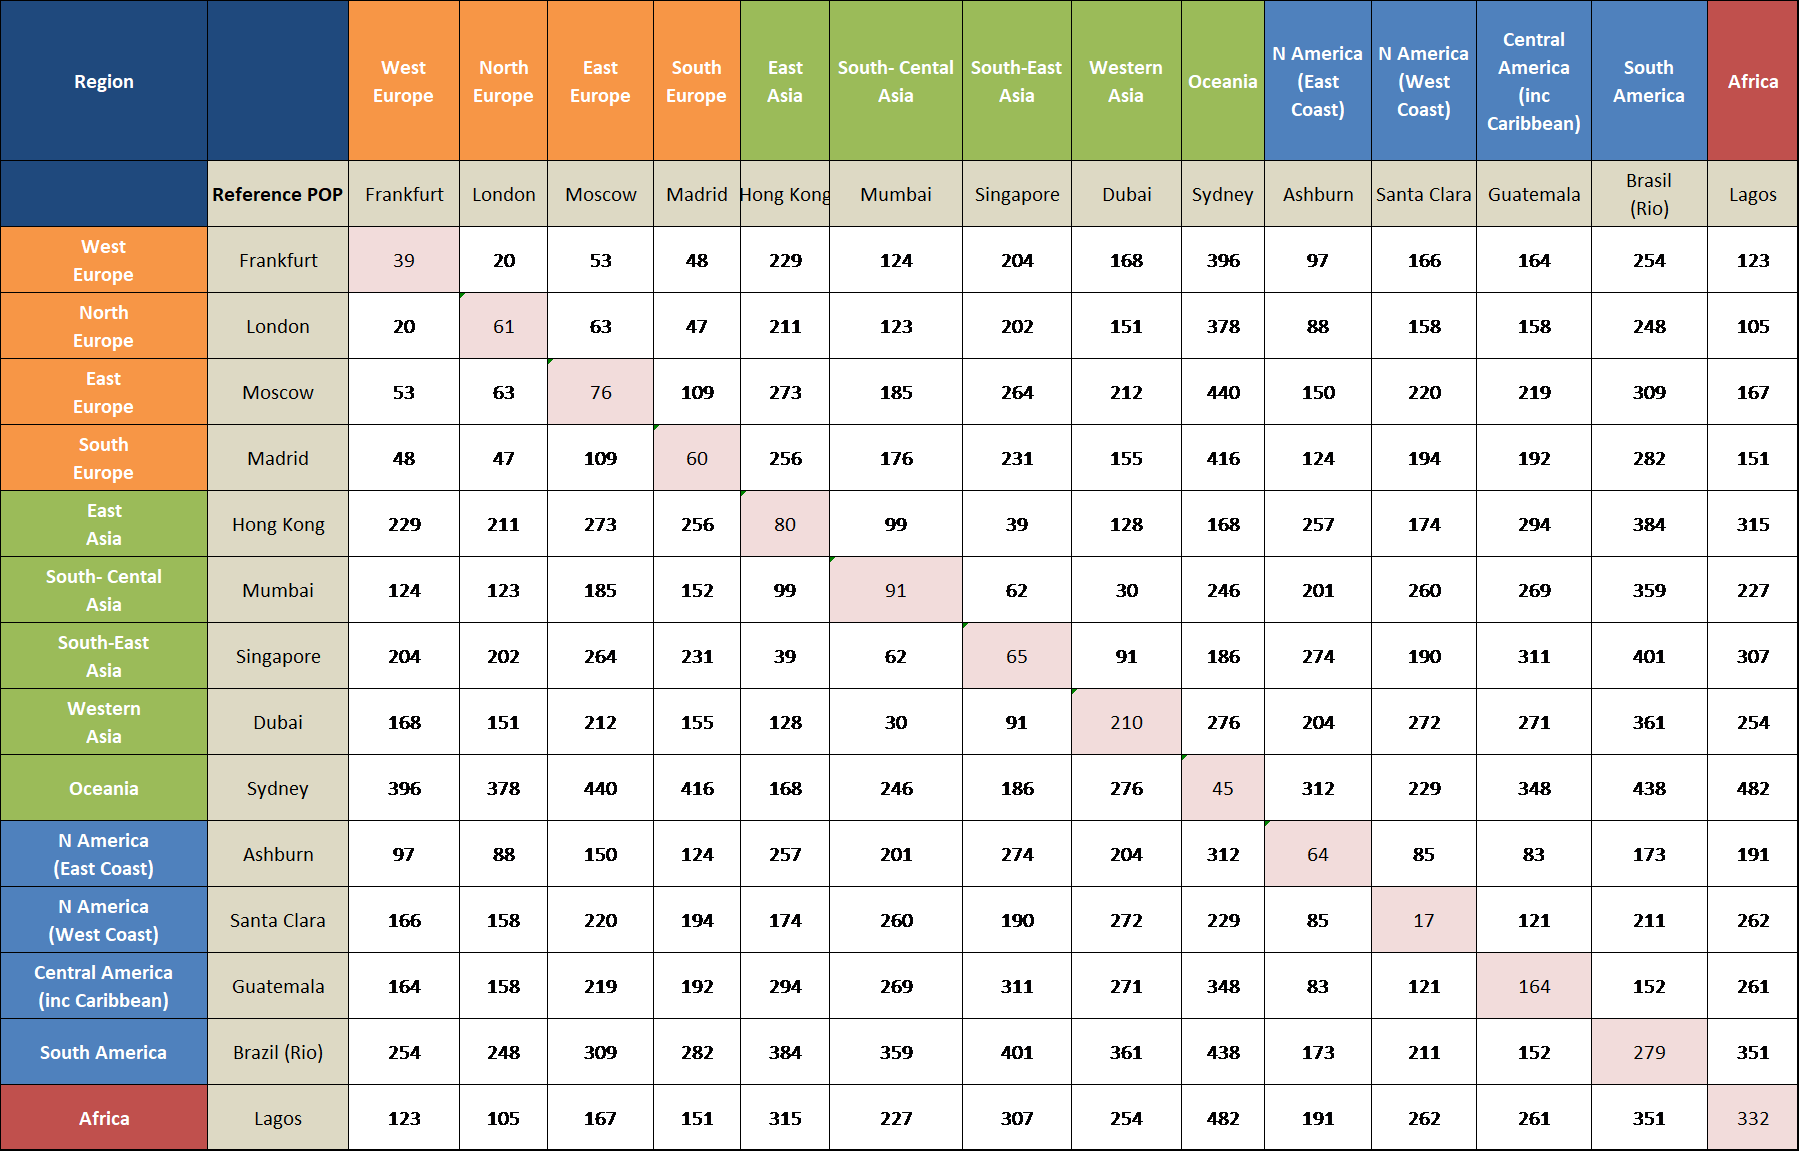 Region West Europe North Europe East Europe South Europe East Asia South- Cental Asia South-East Asia Western Asia Oceania N America (East Coast) N America (West Coast) Central America (inc Caribbean) South America Africa
Reference POP Frankfurt London Moscow Madrid Hong Kong Mumbai Singapore Dubai Sydney Ashburn Santa Clara Guatemala Brasil (Rio) Lagos
West Europe Frankfurt 39 20 53 48 229 124 204 168 396 97 166 164 254 123
North Europe London 20 61 63 47 211 123 202 151 378 88 158 158 248 105
East Europe Moscow 53 63 76 109 273 185 264 212 440 150 220 219 309 167
South Europe Madrid 48 47 109 60 256 176 231 155 416 124 194 192 282 151
East Asia Hong Kong 229 211 273 256 80 99 39 128 168 257 174 294 384 315
South- Cental Asia Mumbai 124 123 185 152 99 91 62 30 246 201 260 269 359 227
South-East Asia Singapore 204 202 264 231 39 62 65 91 186 274 190 311 401 307
Western Asia Dubai 168 151 212 155 128 30 91 210 276 204 272 271 361 254
Oceania Sydney 396 378 440 416 168 246 186 276 45 312 229 348 438 482
N America (East Coast) Ashburn 97 88 150 124 257 201 274 204 312 64 85 83 173 191
N America (West Coast) Santa Clara 166 158 220 194 174 260 190 272 229 85 17 121 211 262
Central America (inc Caribbean) Guatemala 164 158 219 192 294 269 311 271 348 83 121 164 152 261
South America Brazil (Rio) 254 248 309 282 384 359 401 361 438 173 211 152 279 351
Africa Lagos 123 105 167 151 315 227 307 254 482 191 262 261 351 332